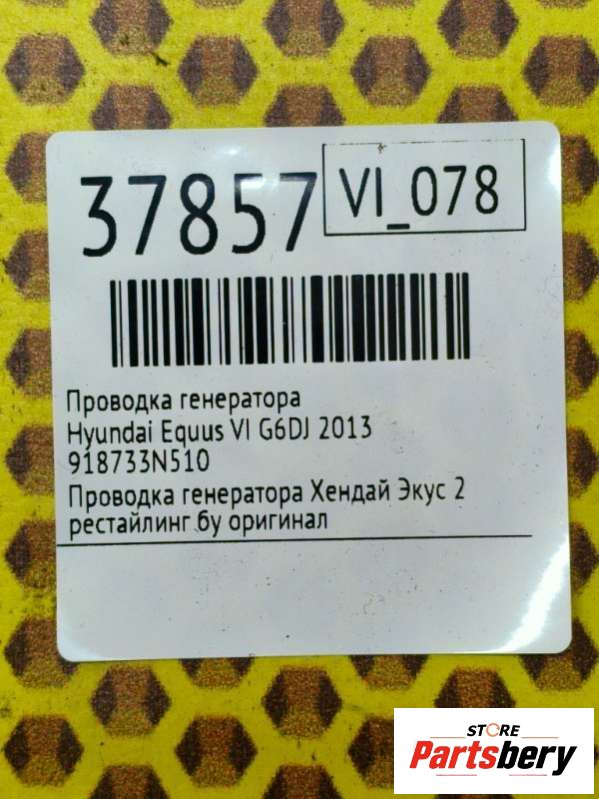 37857
VI_078
Проводка генератора
Hyundai Equus VI G6DJ 2013
918733N510
Проводка генератора Хендай Экус 2
рестайлинг бу оригинал
STORE
Partsbery